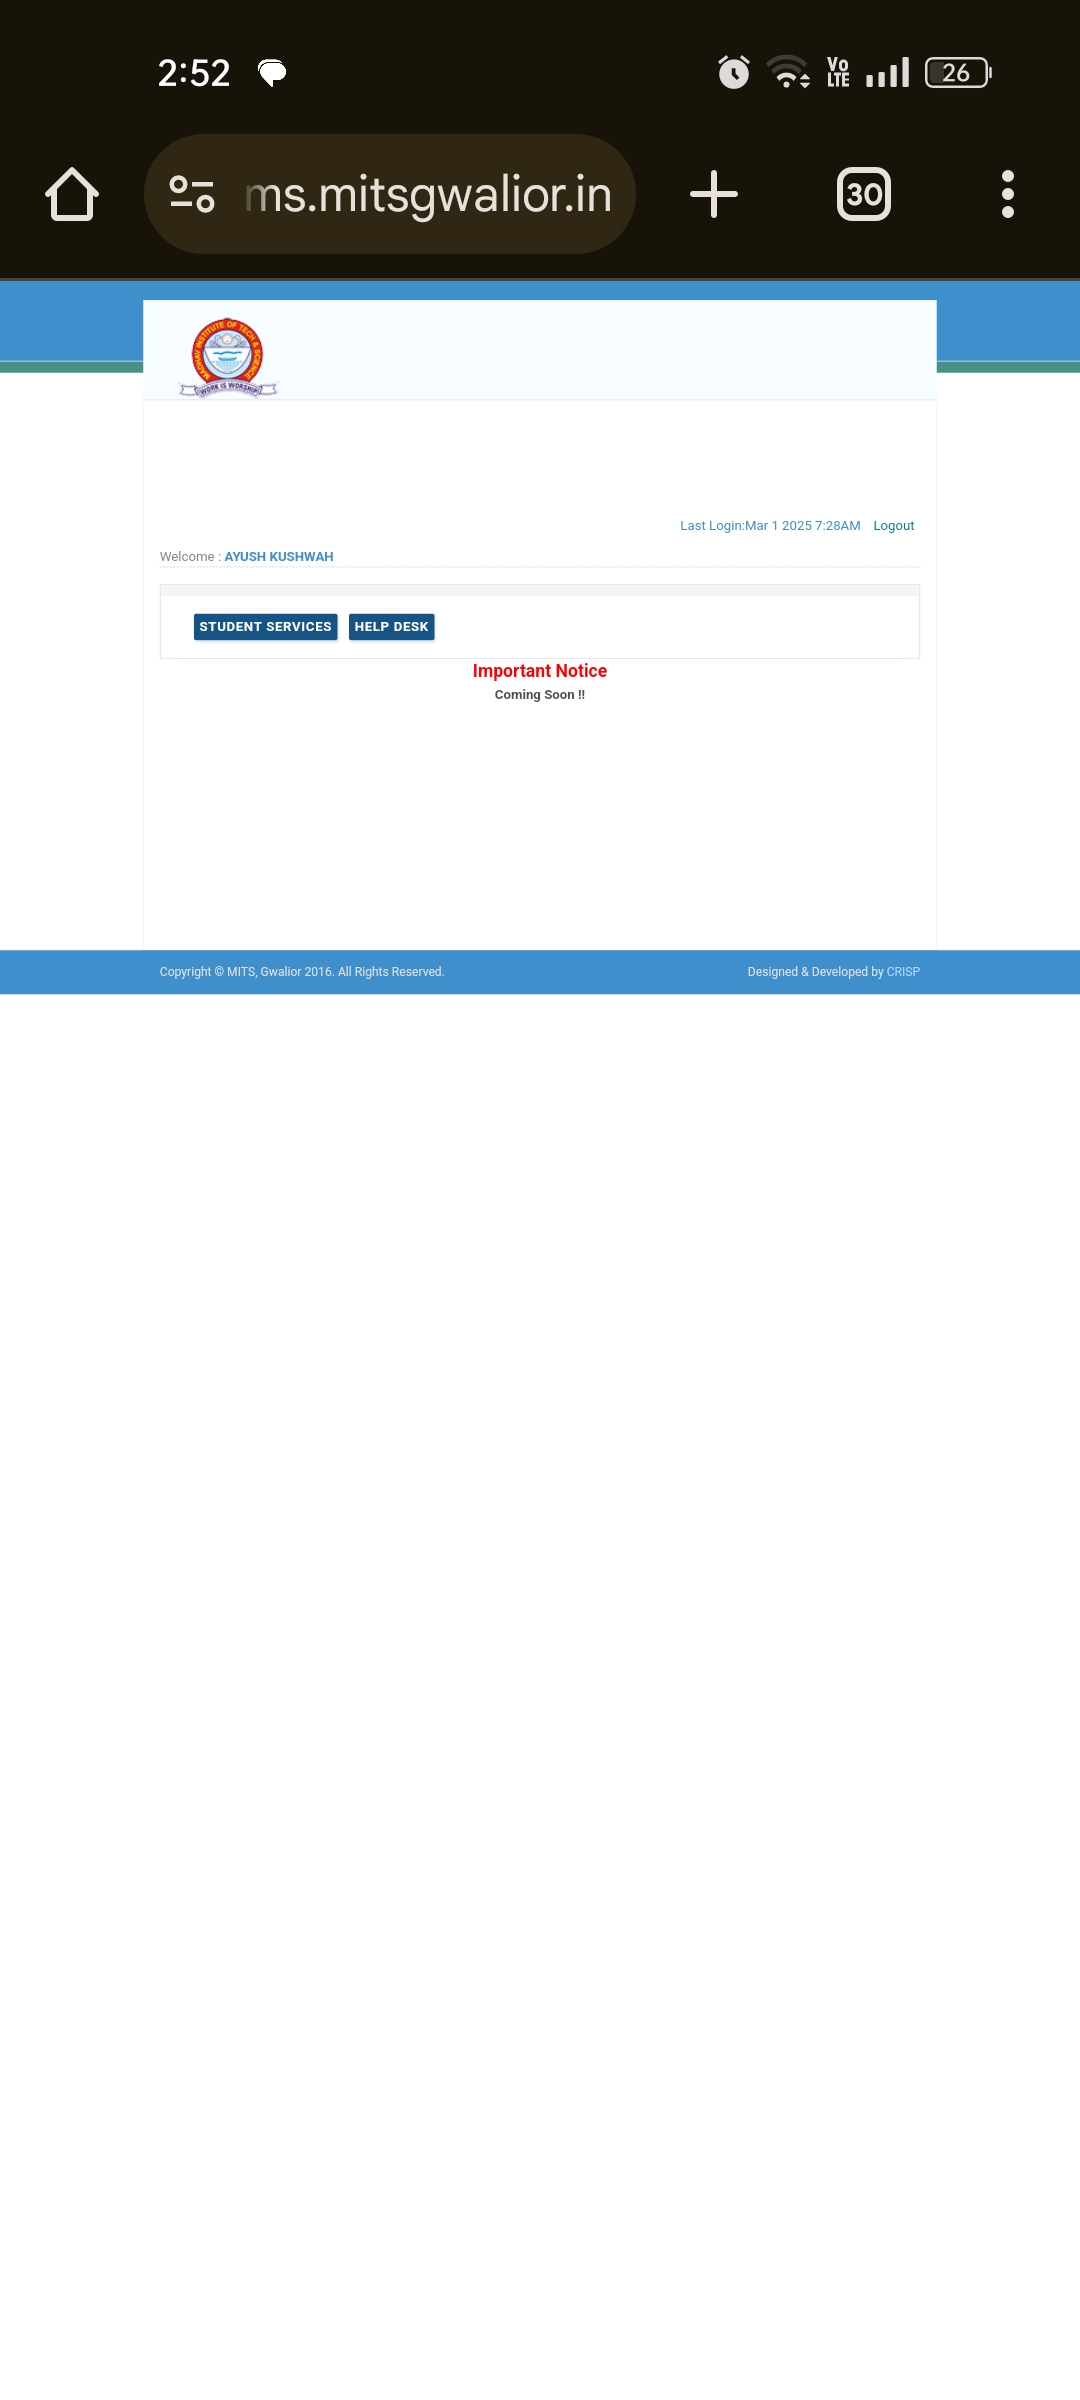 2:52
Vo
LTE
26
ms.mitsgwalior.in
30
MADHAV INSTITUTE OF TECH & SCIENCE
WORK IS WORSHIP
Last Login:Mar 1 2025 7:28AM Logout
Welcome : AYUSH KUSHWAH
STUDENT SERVICES HELP DESK
Important Notice
Coming Soon !!
Copyright © MITS, Gwalior 2016. All Rights Reserved. Designed & Developed by CRISP